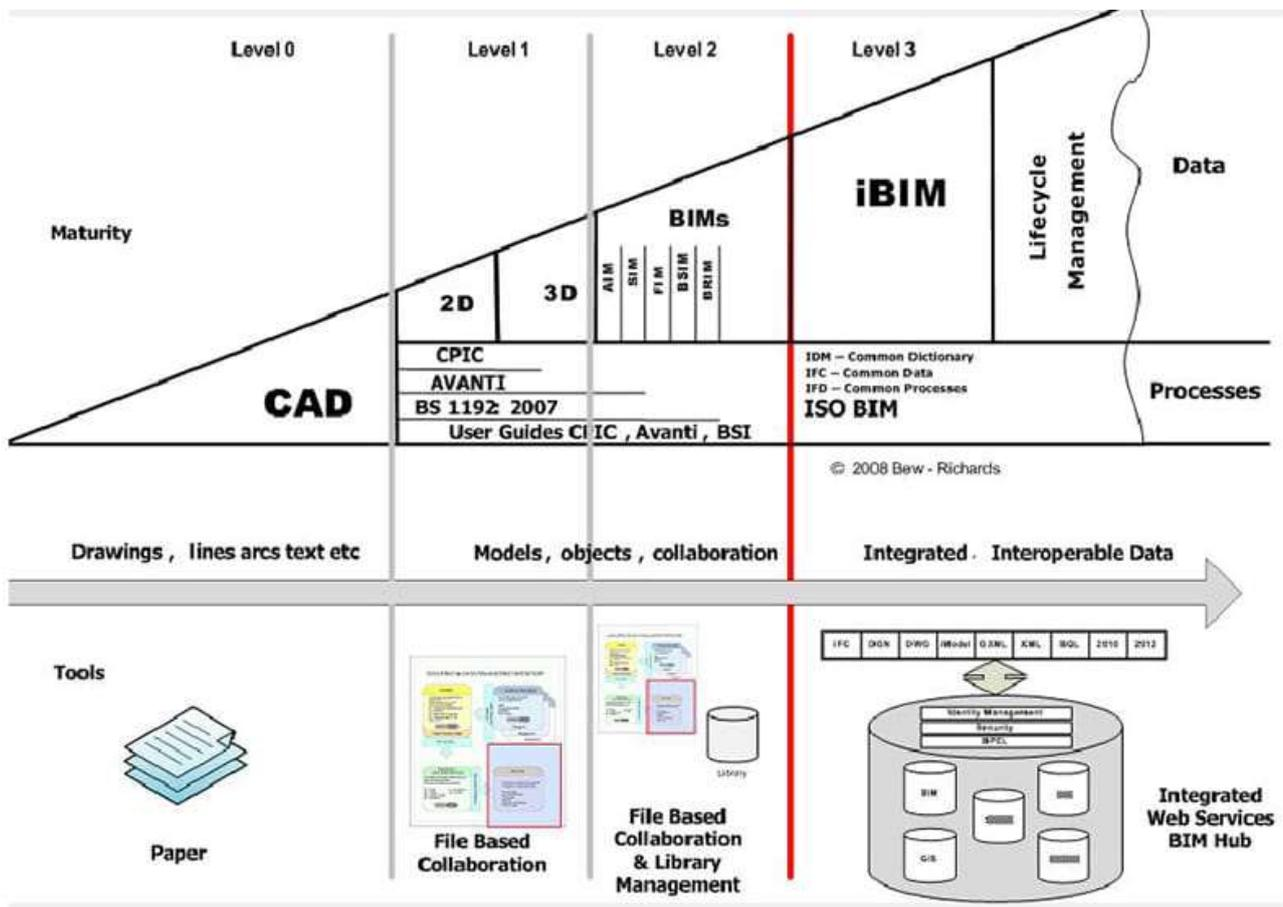 Level 0
Level 1
Level 2
Level 3
Maturity
2D
3D
BIMs
AIM
SIM
FIM
BSIM
BRIM
iBIM
Lifecycle
Management
Data
CAD
CPIC
AVANTI
BS 1192: 2007
User Guides CPIC , Avanti , BSI
IDM – Common Dictionary
IFC – Common Data
IFD – Common Processes
ISO BIM
Processes
© 2008 Bew - Richards
Drawings , lines arcs text etc
Models, objects , collaboration
Integrated , Interoperable Data
Tools
Paper
File Based
Collaboration
Library
File Based
Collaboration
& Library
Management
IFC
DGN
DWG
iModel
XML
SQL
2010
2012
Identity Management
Security
BIM
GIS
Integrated
Web Services
BIM Hub